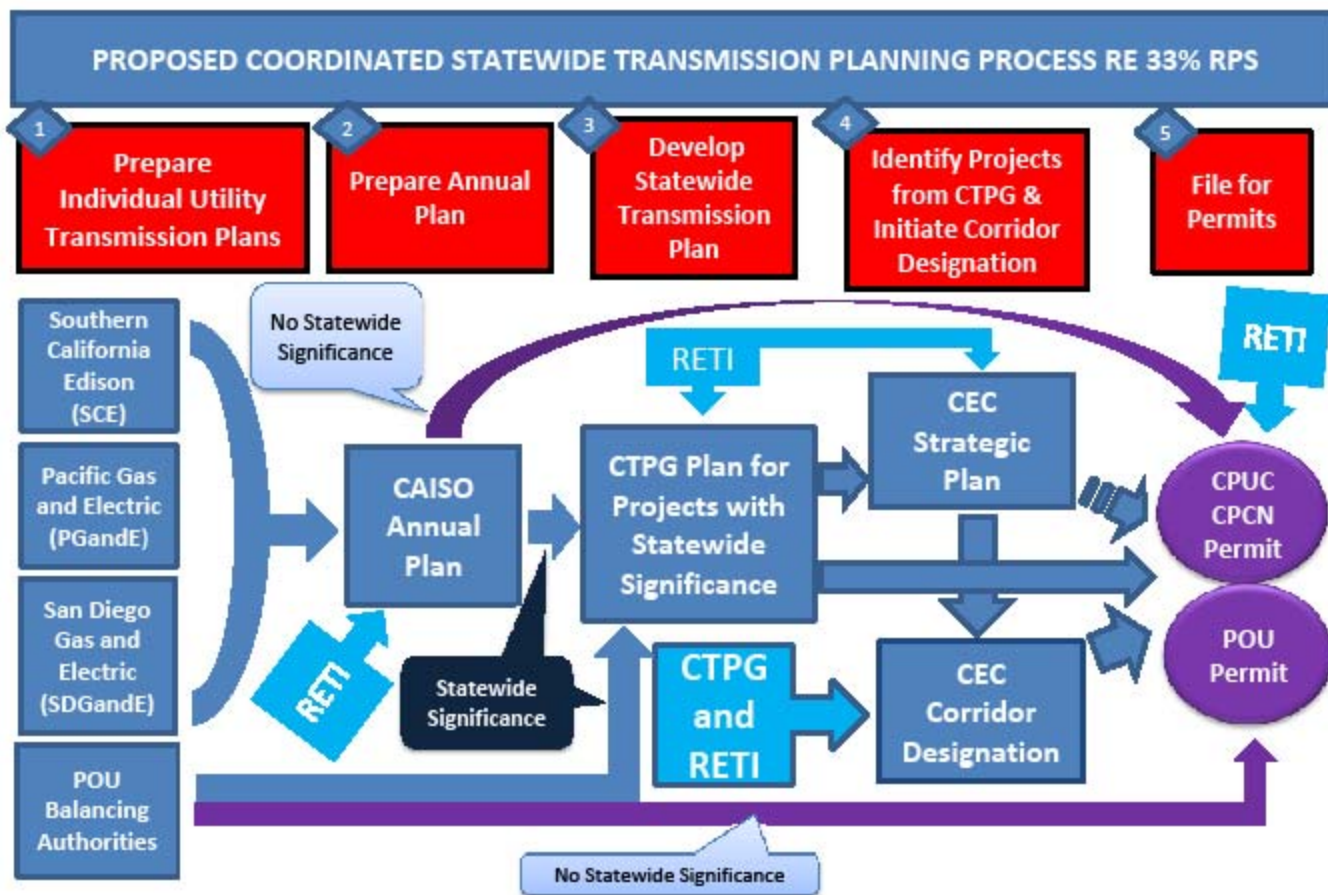 PROPOSED COORDINATED STATEWIDE TRANSMISSION PLANNING PROCESS RE 33% RPS
1
Prepare
Individual Utility
Transmission Plans
2
Prepare Annual
Plan
3
Develop
Statewide
Transmission
Plan
4
Identify Projects
from CTPG &
Initiate Corridor
Designation
5
File for
Permits
Southern
California
Edison
(SCE)
Pacific Gas
and Electric
(PGandE)
San Diego
Gas and
Electric
(SDGandE)
POU
Balancing
Authorities
No Statewide
Significance
CAISO
Annual
Plan
RETI
Statewide
Significance
RETI
CTPG Plan for
Projects with
Statewide
Significance
CTPG
and
RETI
CEC
Strategic
Plan
CEC
Corridor
Designation
RETI
CPUC
CPCN
Permit
POU
Permit
No Statewide Significance